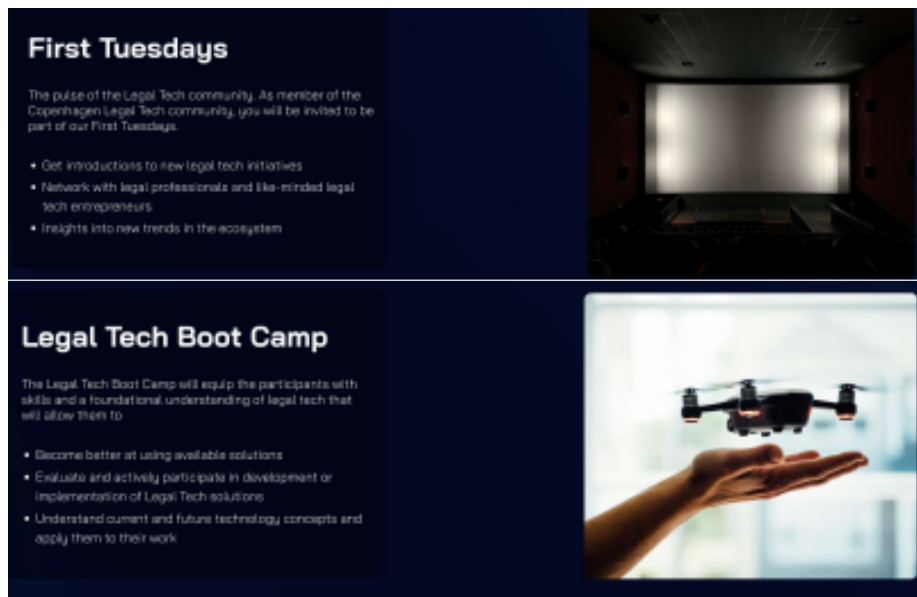 First Tuesdays
The pulse of the Legal Tech community. As member of the
Copenhagen Legal Tech community, you will be invited to be
part of our First Tuesdays.
• Get introductions to new legal tech initiatives
• Network with legal professionals and like-minded legal
tech entrepreneurs
• Insights into new trends in the ecosystem
Legal Tech Boot Camp
The Legal Tech Boot Camp will equip the participants with
skills and a foundational understanding of legal tech that
will allow them to
• Become better at using available solutions
• Evaluate and actively participate in development or
implementation of Legal Tech solutions
• Understand current and future technology concepts and
apply them to their work